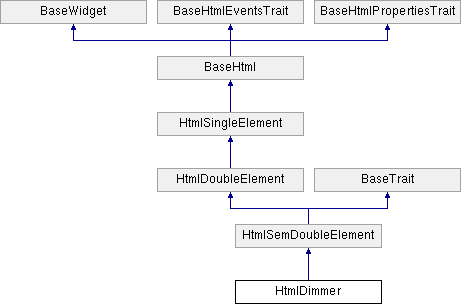 BaseWidget
BaseHtmlEventsTrait
BaseHtmlPropertiesTrait
BaseHtml
HtmlSingleElement
HtmlDoubleElement
BaseTrait
HtmlSemDoubleElement
HtmlDimmer